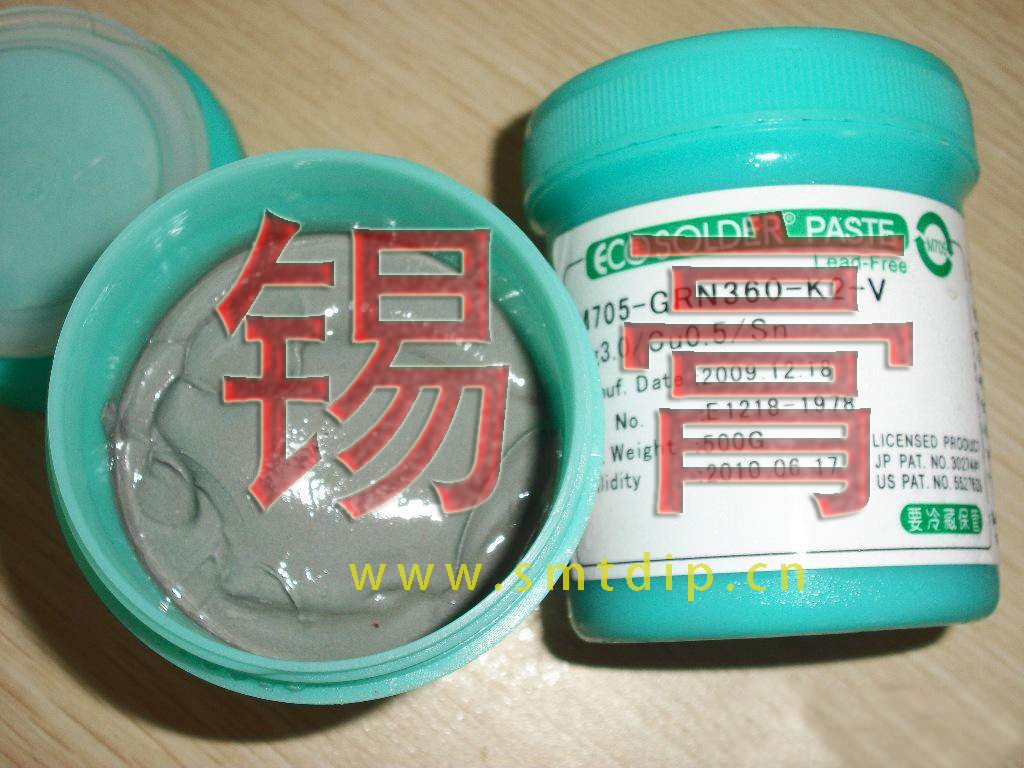 锡膏
ECOSOLDER® PASTE
Lead-Free
M705
M705-GRN360-K2-V
3.0/Cu0.5/Sn
Date 2009.12.18
No. :E1218-1978
Weight :500G
:2010 06 17
LICENSED PRODUCT
JP PAT. NO.
US PAT. NO.
要冷藏保管
www.smtdip.cn